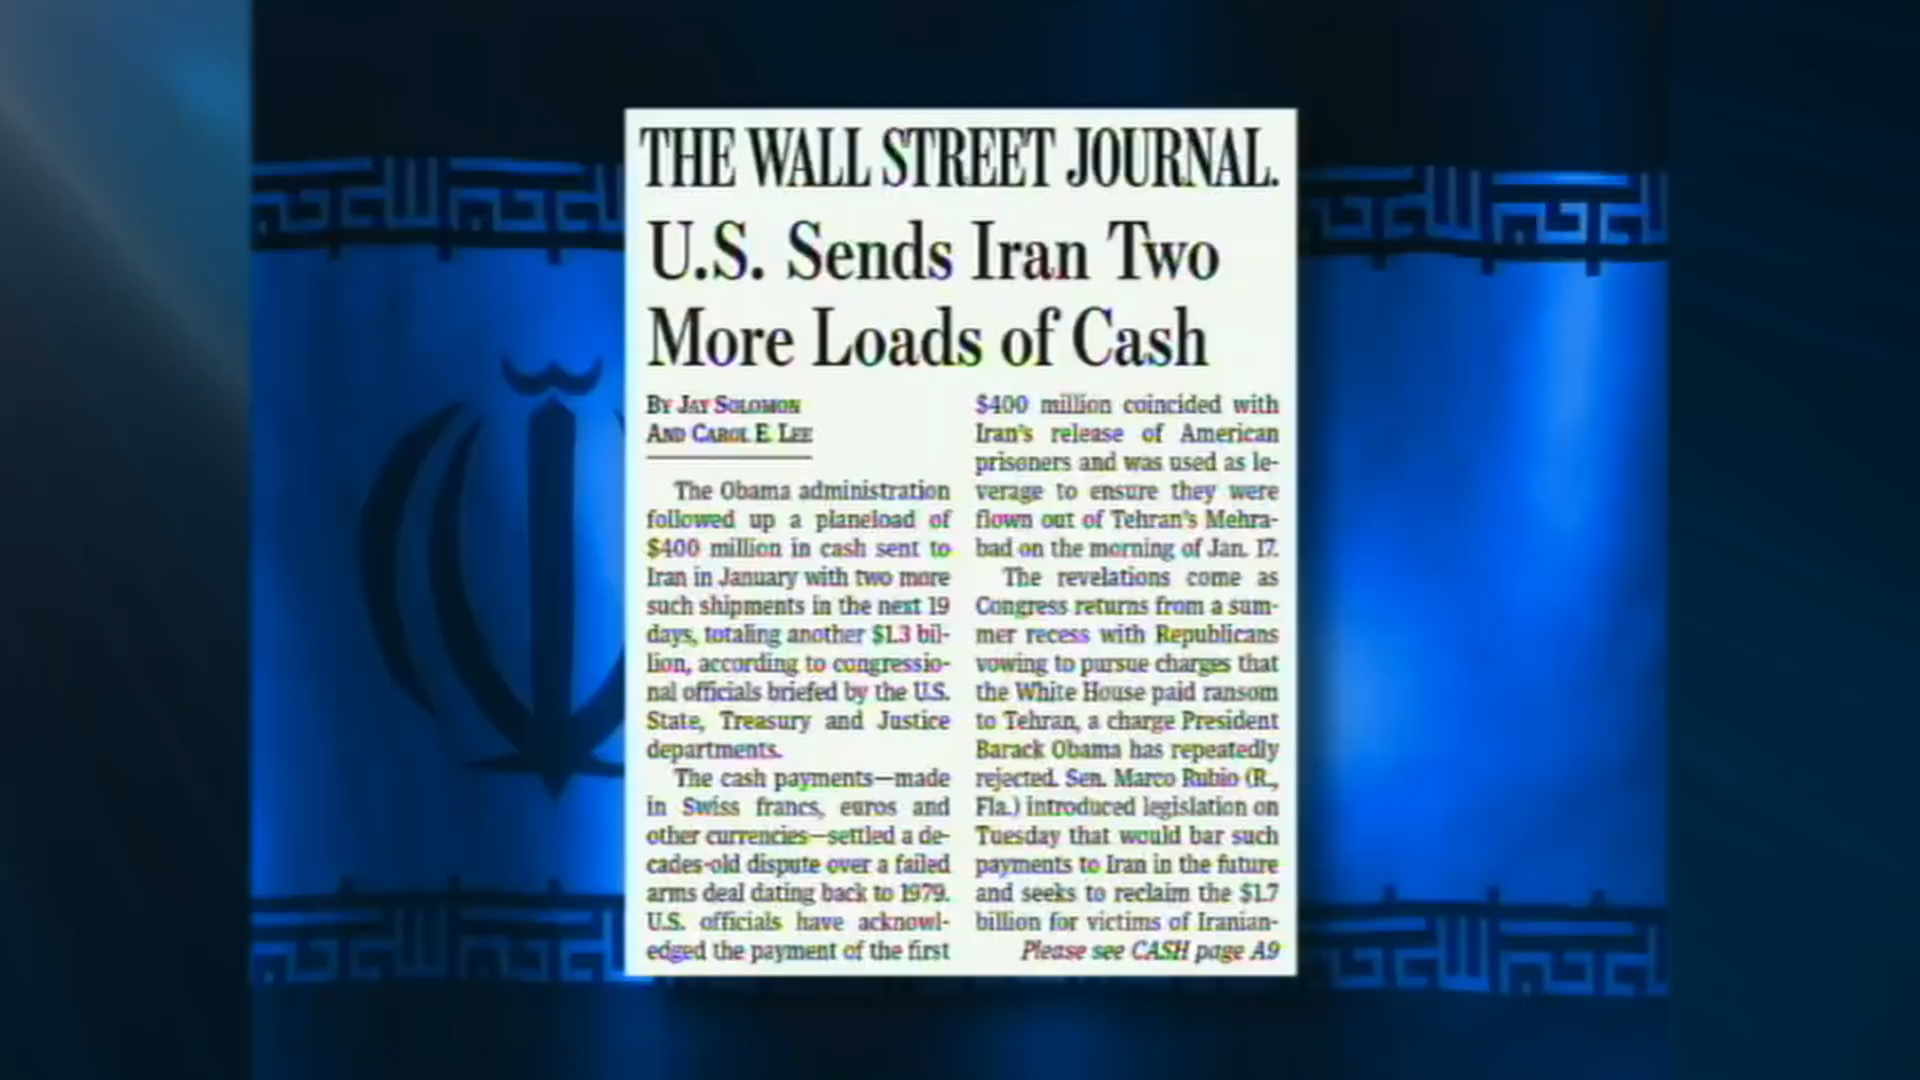 THE WALL STREET JOURNAL.
U.S. Sends Iran Two
More Loads of Cash
BY JAY SOLOMON
AND CAROL E. LEE
The Obama administration
followed up a planeload of
$400 million in cash sent to
Iran in January with two more
such shipments in the next 19
days, totaling another $1.3 bil-
lion, according to congressio-
nal officials briefed by the U.S.
State, Treasury and Justice
departments.
The cash payments—made
in Swiss francs, euros and
other currencies—settled a de-
cades-old dispute over a failed
arms deal dating back to 1979.
U.S. officials have acknowl-
edged the payment of the first
$400 million coincided with
Iran's release of American
prisoners and was used as le-
verage to ensure they were
flown out of Tehran's Mehra-
bad on the morning of Jan. 17.
The revelations come as
Congress returns from a sum-
mer recess with Republicans
vowing to pursue charges that
the White House paid ransom
to Tehran, a charge President
Barack Obama has repeatedly
rejected. Sen. Marco Rubio (R.,
Fla.) introduced legislation on
Tuesday that would bar such
payments to Iran in the future
and seeks to reclaim the $1.7
billion for victims of Iranian-
Please see CASH page A9